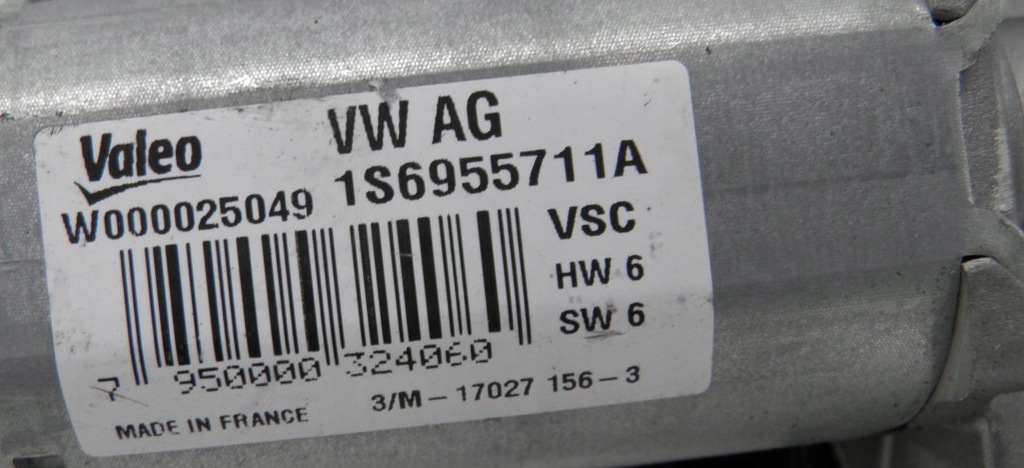 Valeo
VW AG
W000025049
1S6955711A
VSC
HW 6
SW 6
7 950000 324060
MADE IN FRANCE
3/M - 17027 156 - 3